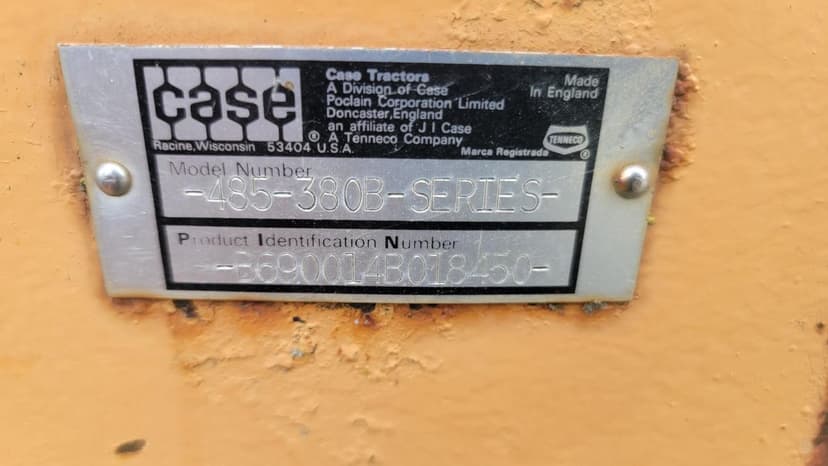 case
Racine,Wisconsin 53404 U.S.A.
Case Tractors
A Division of Case
Poclain Corporation Limited
Doncaster,England
an affiliate of J I Case
® A Tenneco Company
Made
In England
TENNECO
Marca Registrada ®
Model Number
-485-380B-SERIES-
Product Identification Number
-B690014B018450-